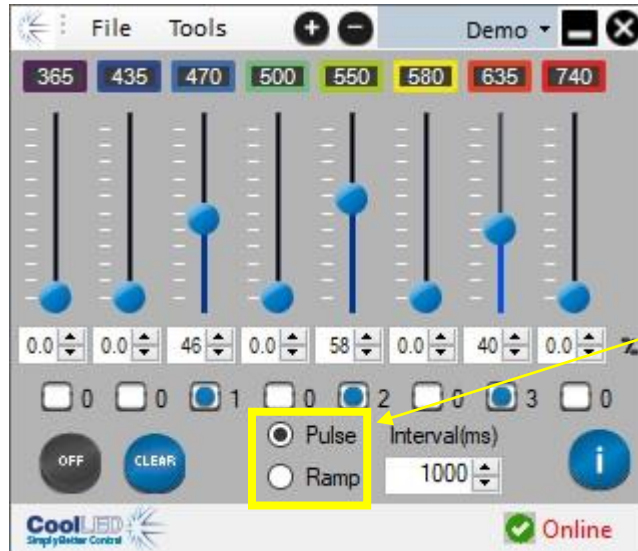 File Tools Demo
365 435 470 500 550 580 635 740
0.0 0.0 46 0.0 58 0.0 40 0.0 %
0 0 1 0 2 0 3 0
OFF CLEAR Pulse Interval(ms) i
Ramp 1000
CoolLED Online
Simply Better Control